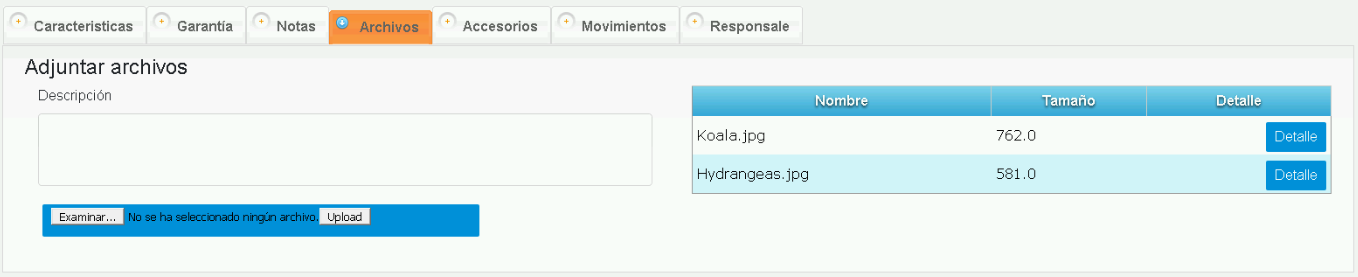 Caracteristicas Garantía Notas Archivos Accesorios Movimientos Responsale
Adjuntar archivos
Descripción
Nombre Tamaño Detalle
Koala.jpg 762.0 Detalle
Hydrangeas.jpg 581.0 Detalle
Examinar... No se ha seleccionado ningún archivo. Upload